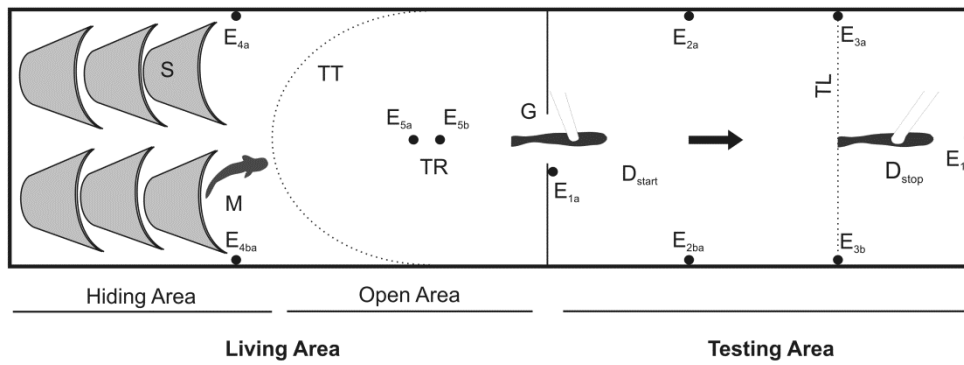 E4a
S
TT
E2a
E3a
G
TL
E5a
E5b
TR
Dstart
Dstop
E1
E1a
M
E4ba
E2ba
E3b
Hiding Area
Open Area
Living Area
Testing Area